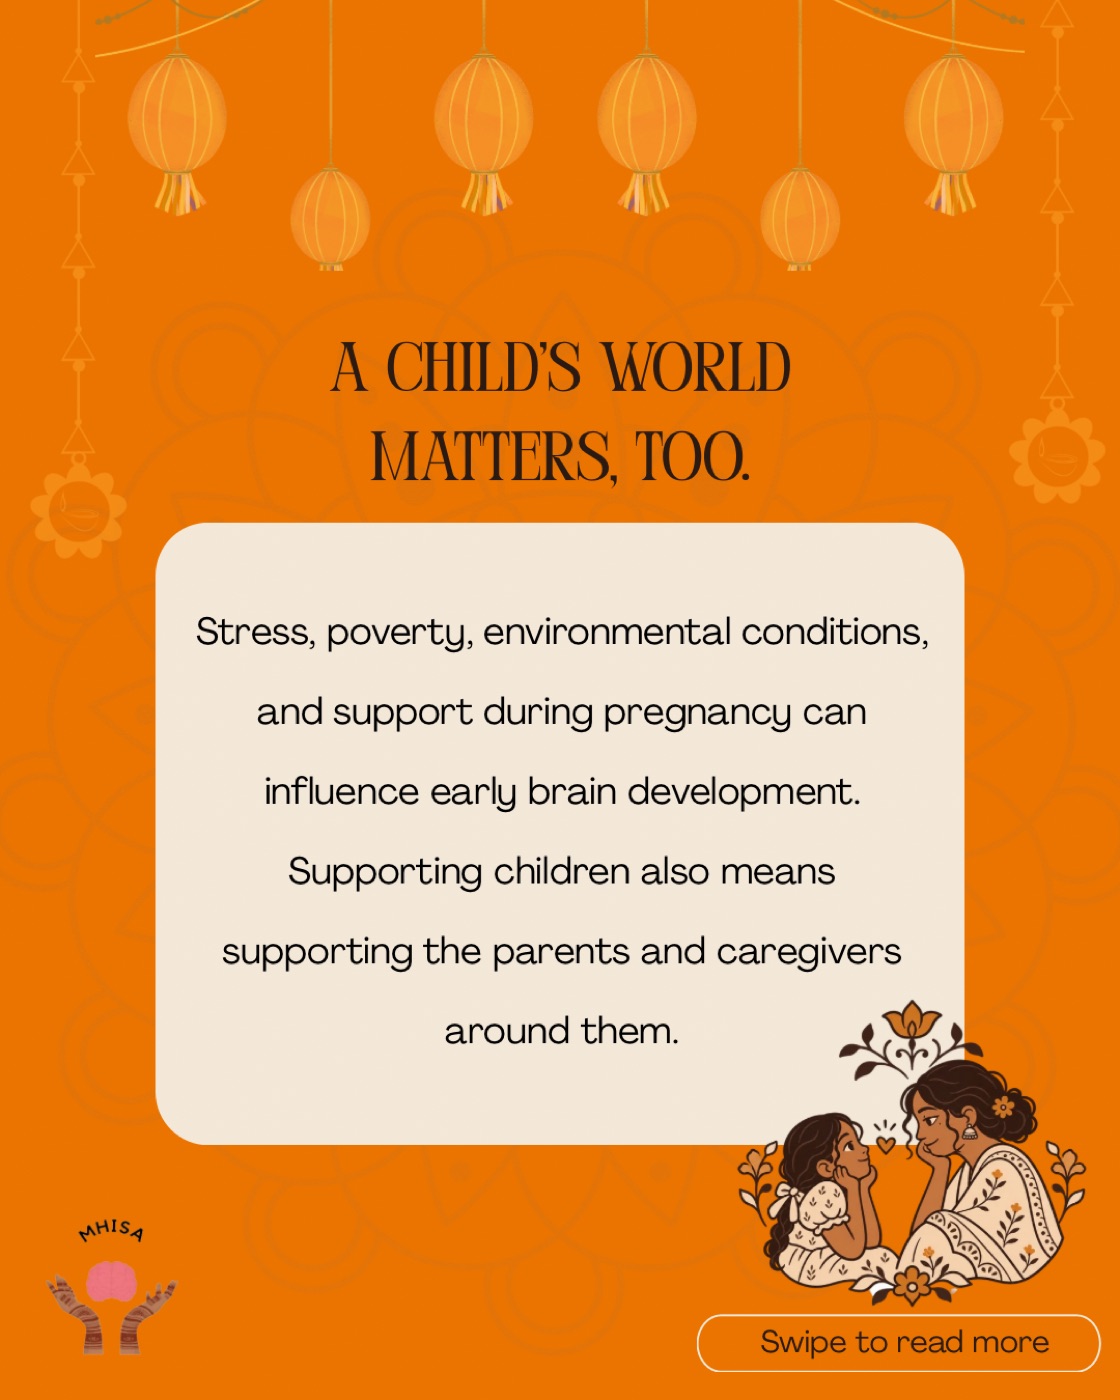 A CHILD'S WORLD
MATTERS, TOO.
Stress, poverty, environmental conditions,
and support during pregnancy can
influence early brain development.
Supporting children also means
supporting the parents and caregivers
around them.
MHISA
Swipe to read more